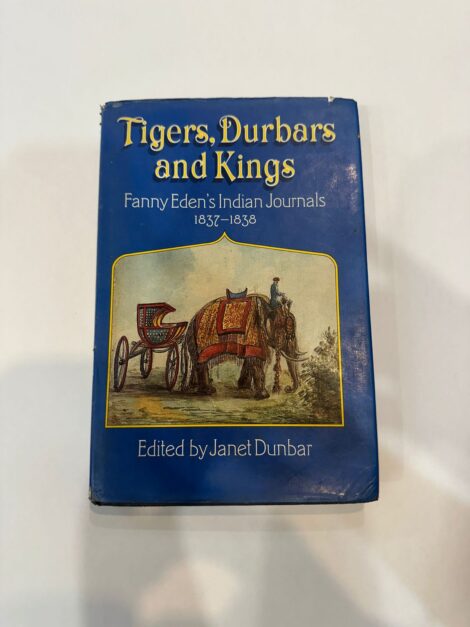 Tigers, Durbars
and Kings
Fanny Eden's Indian Journals
1837–1838
Edited by Janet Dunbar